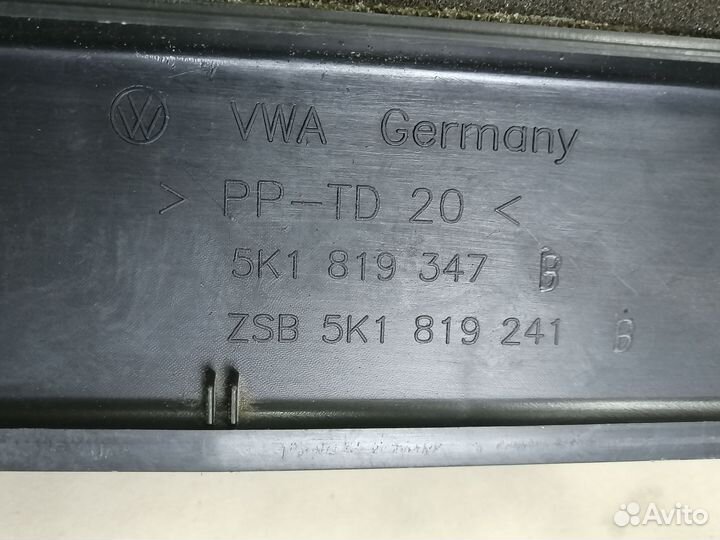 VWA Germany
> PP-TD 20 <
5K1 819 347 B
ZSB 5K1 819 241 B
Avito